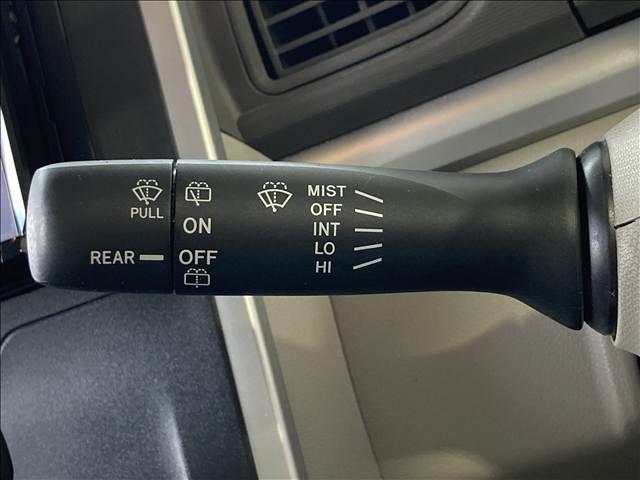 PULL
REAR
ON
OFF
MIST
OFF
INT
LO
HI